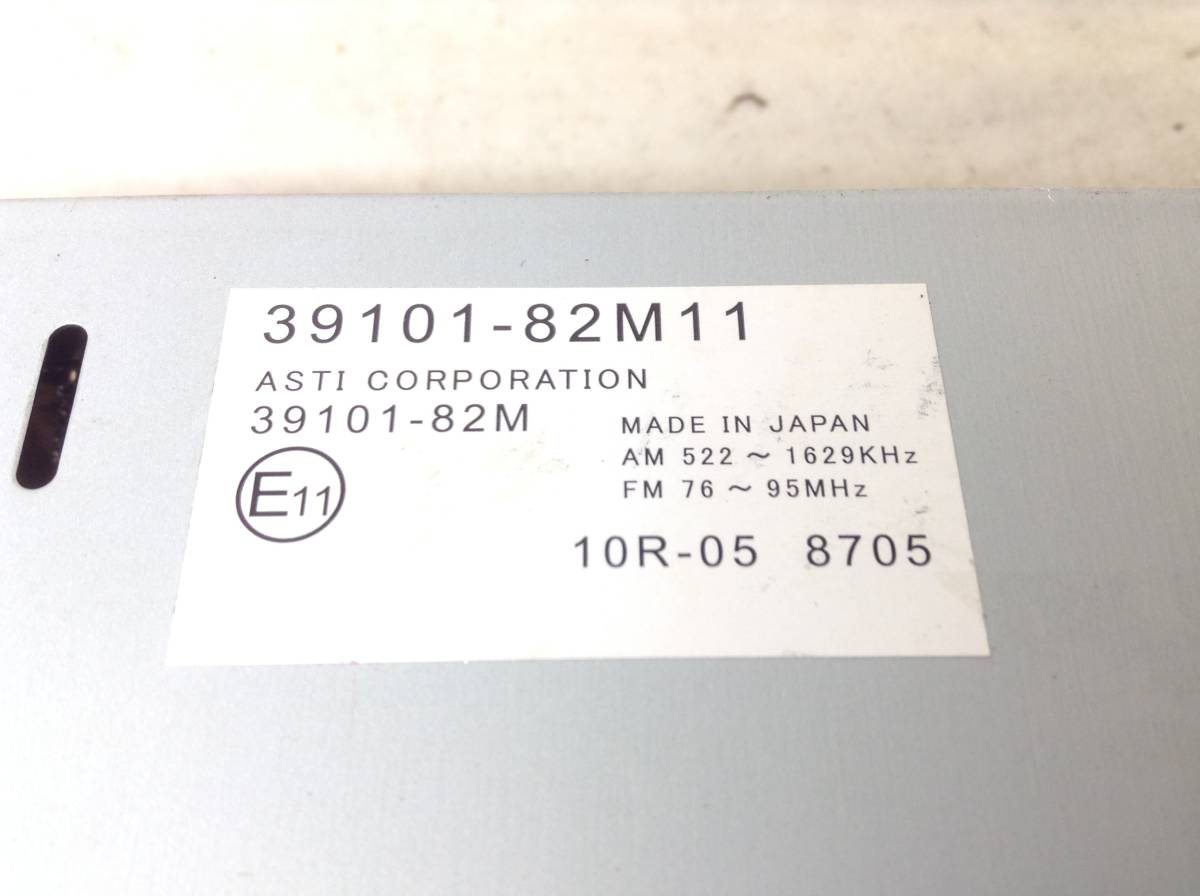 39101-82M11
ASTI CORPORATION
39101-82M
MADE IN JAPAN
AM 522 ～ 1629KHz
FM 76 ～ 95MHz
E11
10R-05 8705